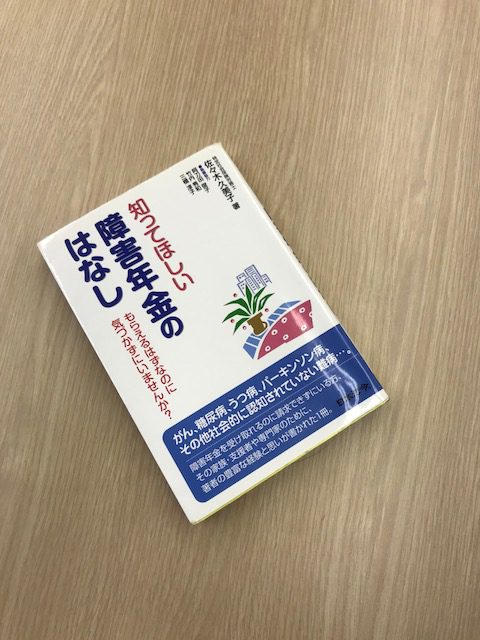 知ってほしい
障害年金の
はなし
もらえるはずなのに
気づかずにいませんか?
佐々木久美子 著
がん、糖尿病、うつ病、パーキンソン病、
その他社会的に認知されていない難病…。
障害年金を受け取れるのに請求できずにいる方、
その家族・支援者や専門家のために、
著者の豊富な経験と思いが書かれた1冊。